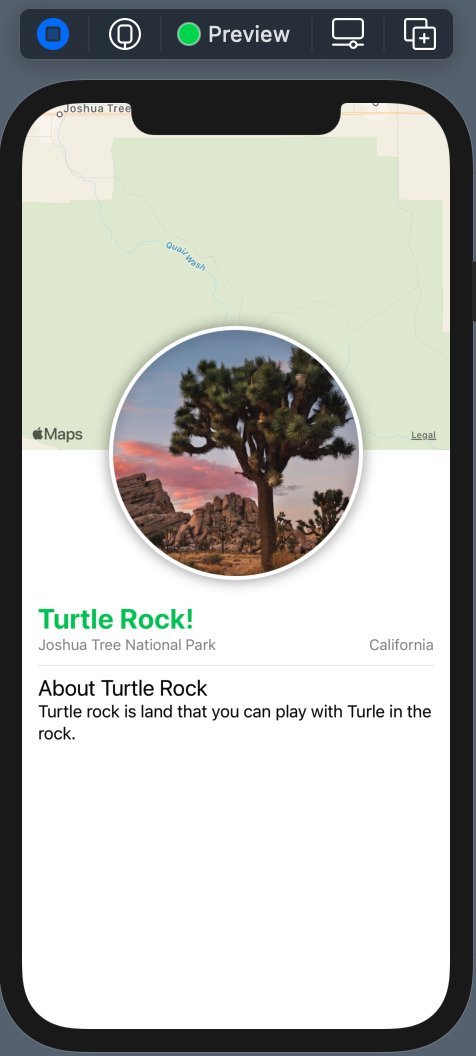 Preview
Joshua Tree
Quail Wash
Maps
Legal
Turtle Rock!
Joshua Tree National Park California
About Turtle Rock
Turtle rock is land that you can play with Turle in the
rock.